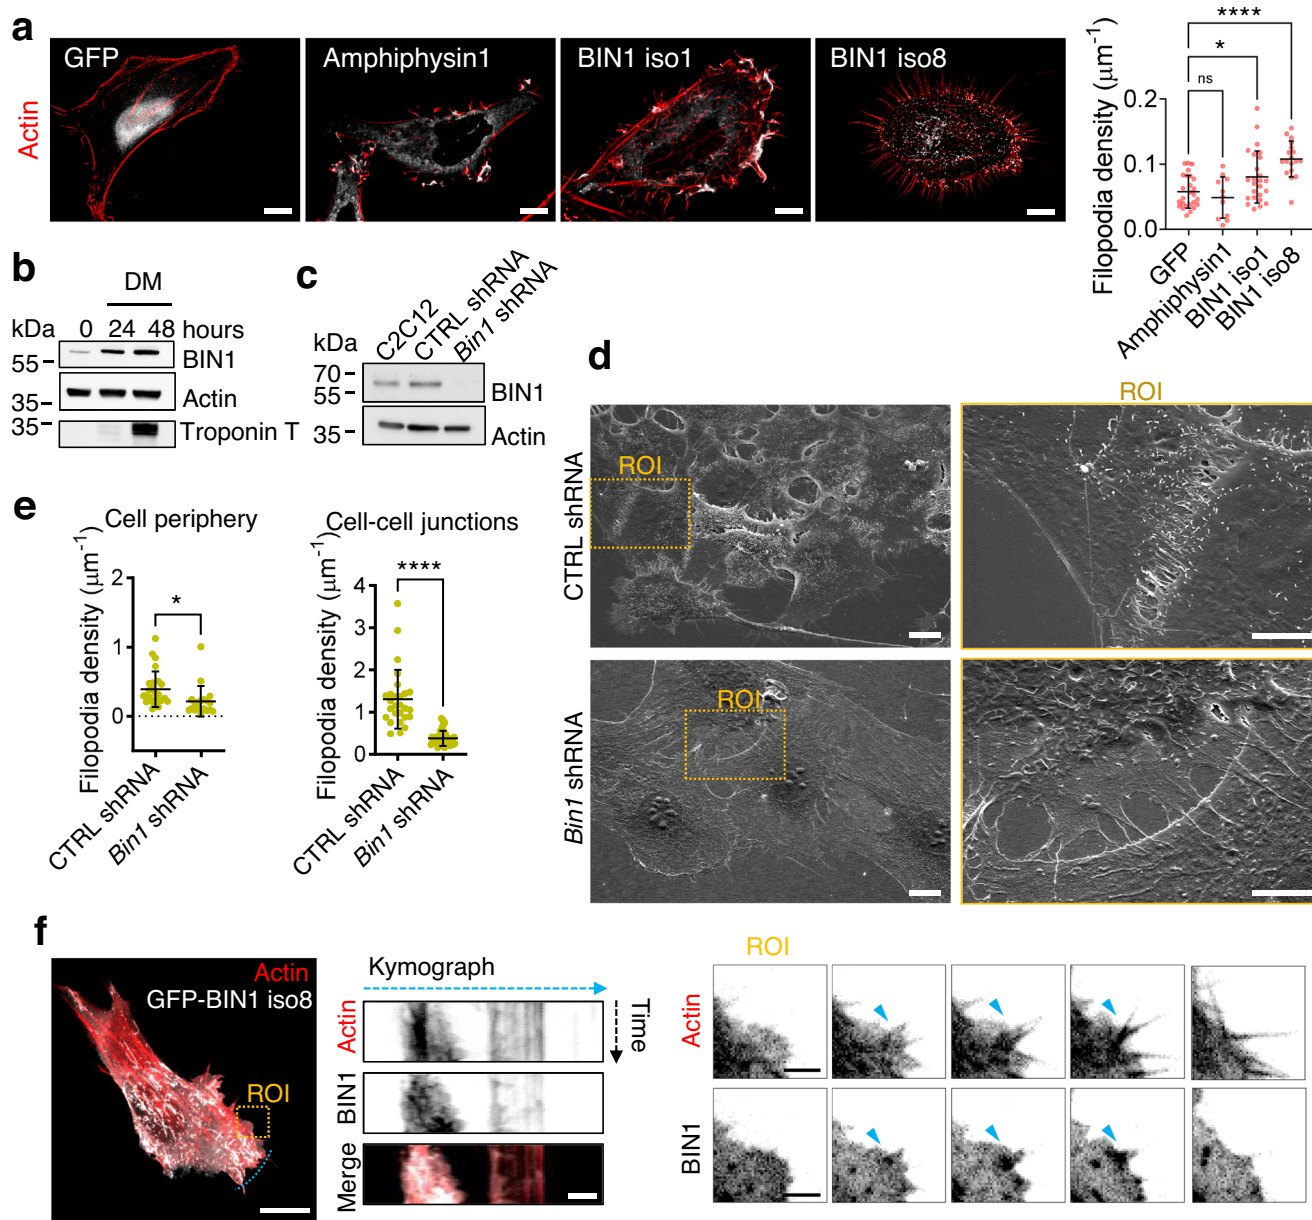 a
Actin
GFP
Amphiphysin1
BIN1 iso1
BIN1 iso8
Filopodia density (μm⁻¹)
****
*
ns
0.2
0.1
0.0
GFP
Amphiphysin1
BIN1 iso1
BIN1 iso8
b
DM
kDa 0 24 48 hours
55
BIN1
35
Actin
35
Troponin T
c
C2C12
CTRL shRNA
Bin1 shRNA
kDa
70
55
BIN1
35
Actin
d
ROI
CTRL shRNA
ROI
Bin1 shRNA
ROI
e
Cell periphery
Filopodia density (μm⁻¹)
2
1
0
*
CTRL shRNA
Bin1 shRNA
Cell-cell junctions
Filopodia density (μm⁻¹)
4
3
2
1
0
****
CTRL shRNA
Bin1 shRNA
f
Actin
GFP-BIN1 iso8
ROI
Kymograph
Time
Actin
BIN1
Merge
ROI
Actin
BIN1